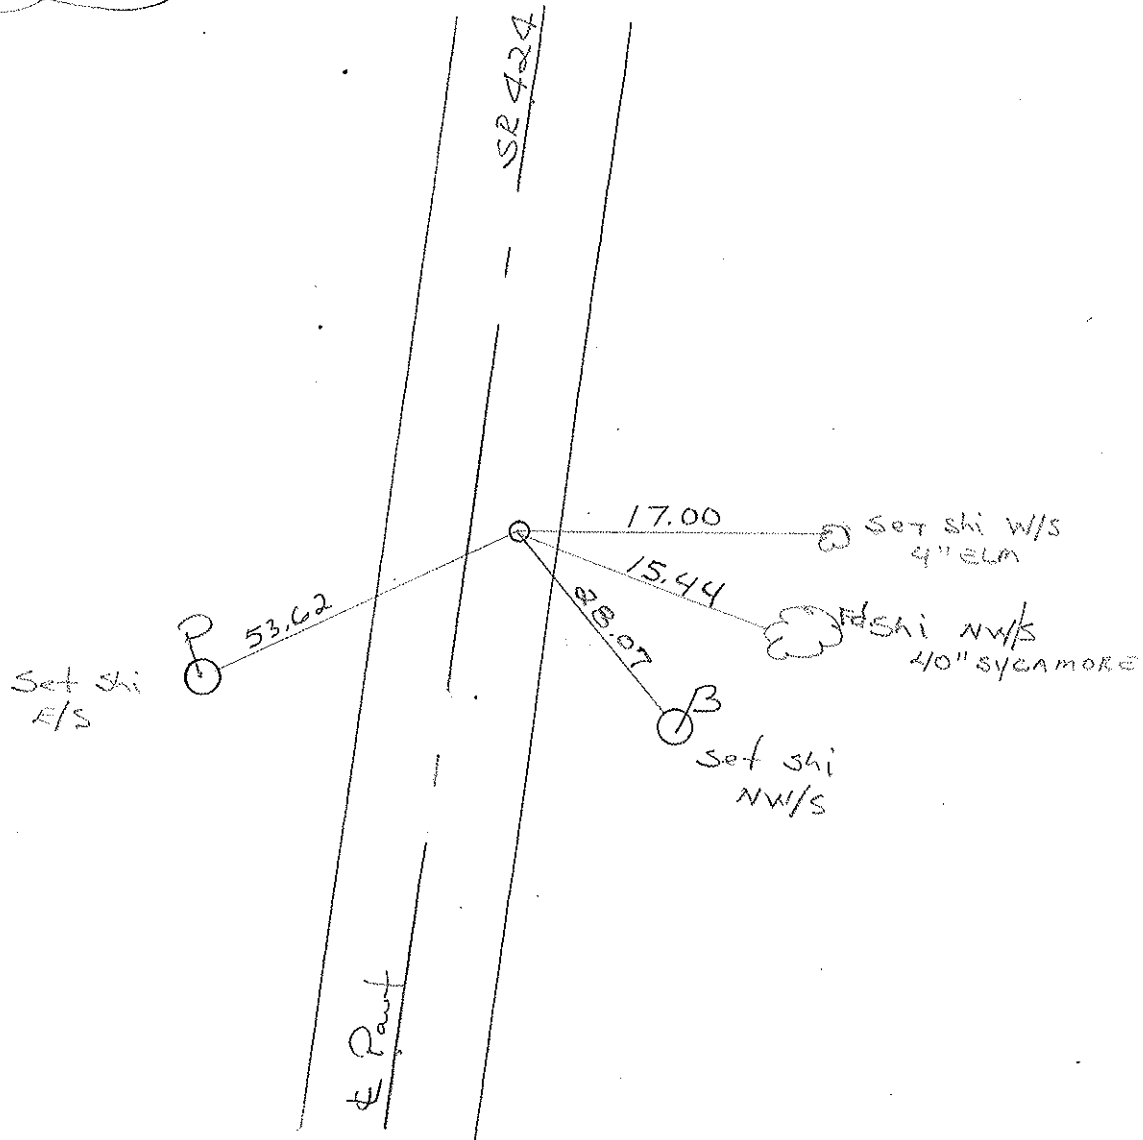 SR 424
17.00
Set shi W/S
4" ELM
15.44
Fd Shi NW/S
40" SYCAMORE
28.07
53.62
P
Set shi
E/S
B
Set shi
NW/S
℄ Pavt